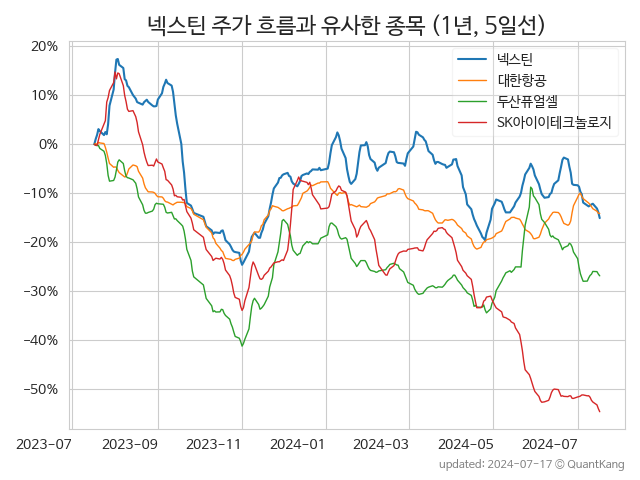 넥스틴 주가 흐름과 유사한 종목 (1년, 5일선)
20%
10%
0%
−10%
−20%
−30%
−40%
−50%
넥스틴
대한항공
두산퓨얼셀
SK아이이테크놀로지
2023-07
2023-09
2023-11
2024-01
2024-03
2024-05
2024-07
updated: 2024-07-17 © QuantKang